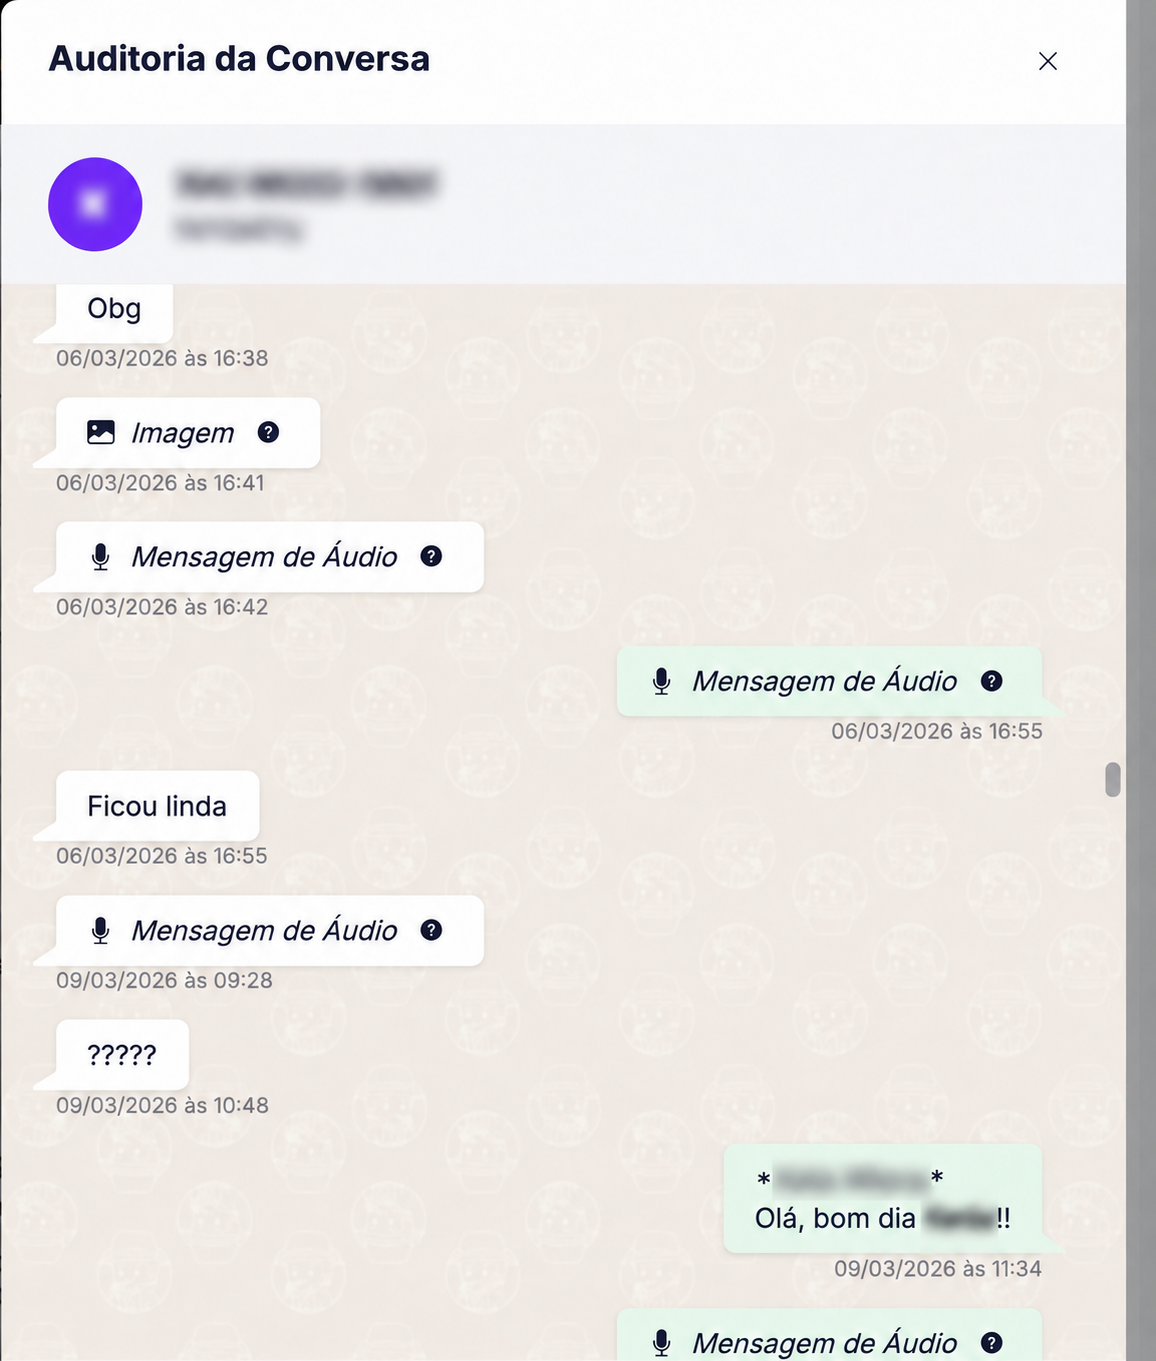 Auditoria da Conversa
Obg
06/03/2026 às 16:38
Imagem ?
06/03/2026 às 16:41
Mensagem de Áudio ?
06/03/2026 às 16:42
Mensagem de Áudio ?
06/03/2026 às 16:55
Ficou linda
06/03/2026 às 16:55
Mensagem de Áudio ?
09/03/2026 às 09:28
?????
09/03/2026 às 10:48
* *
Olá, bom dia !!
09/03/2026 às 11:34
Mensagem de Áudio ?